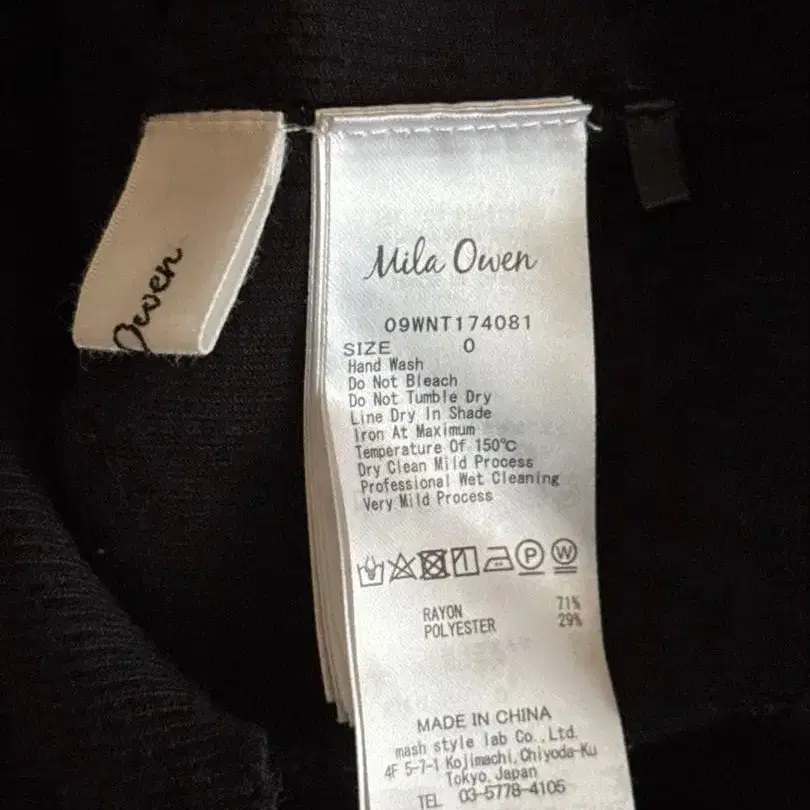 Owen
Mila Owen
09WNT174081
SIZE 0
Hand Wash
Do Not Bleach
Do Not Tumble Dry
Line Dry In Shade
Iron At Maximum
Temperature Of 150°C
Dry Clean Mild Process
Professional Wet Cleaning
Very Mild Process
P W
RAYON 71%
POLYESTER 29%
MADE IN CHINA
mash style lab Co.,Ltd.
4F 5-7-1 Kojimachi,Chiyoda-Ku
Tokyo,Japan
TEL 03-5778-4105